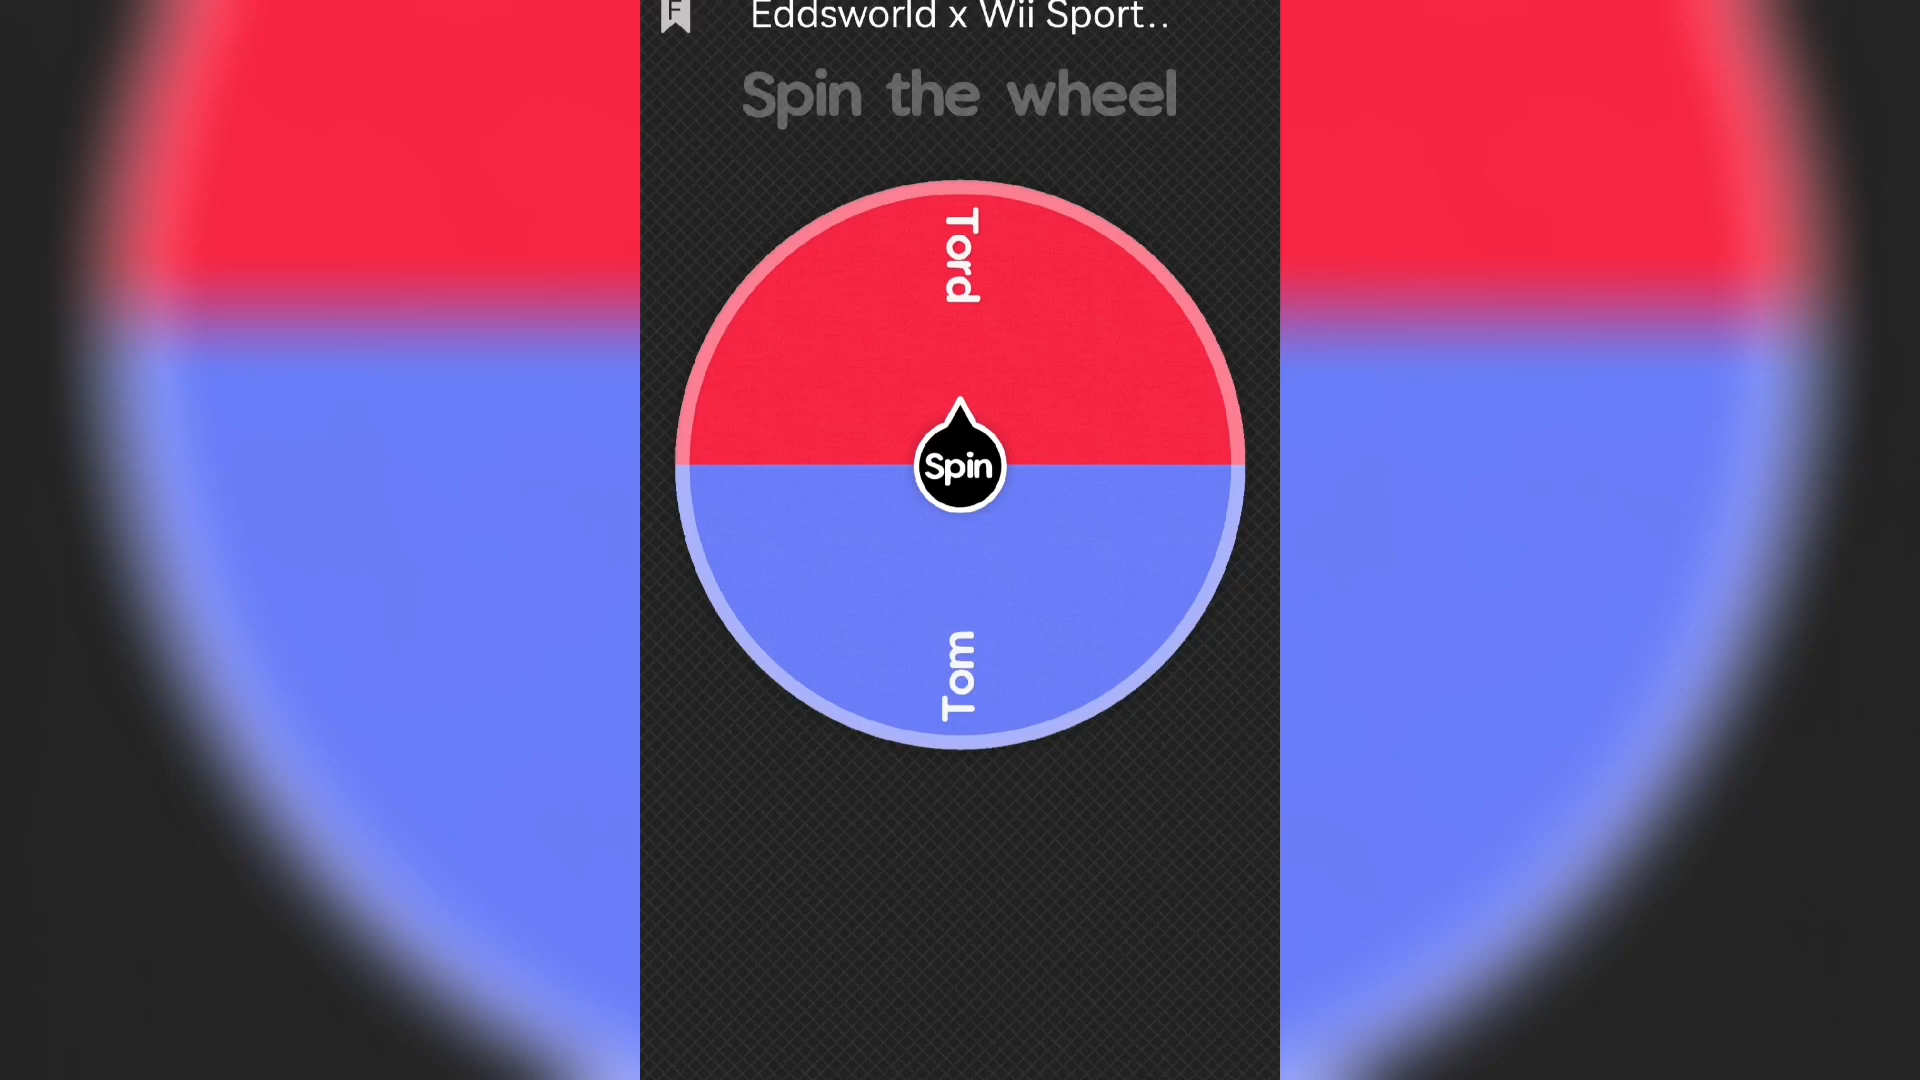 F
Eddsworld x Wii Sport..
Spin the wheel
Tord
Spin
Tom